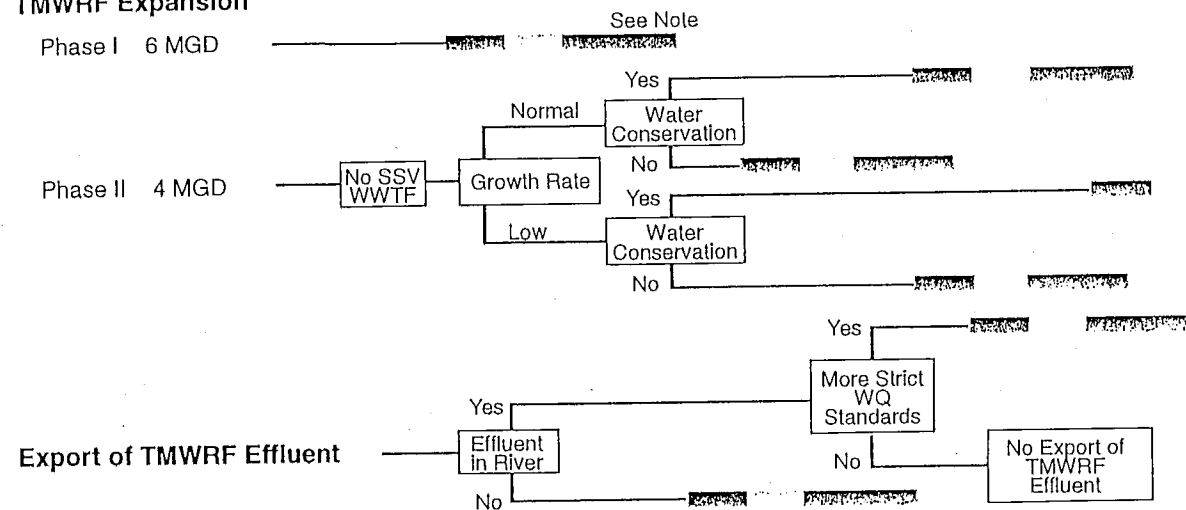 TMWRF Expansion
See Note
Phase I 6 MGD
Yes
Normal
Water
Conservation
No
Phase II 4 MGD
No SSV
WWTF
Growth Rate
Yes
Low
Water
Conservation
No
Yes
More Strict
WQ
Standards
Yes
Export of TMWRF Effluent
Effluent
in River
No
No Export of
TMWRF
Effluent
No